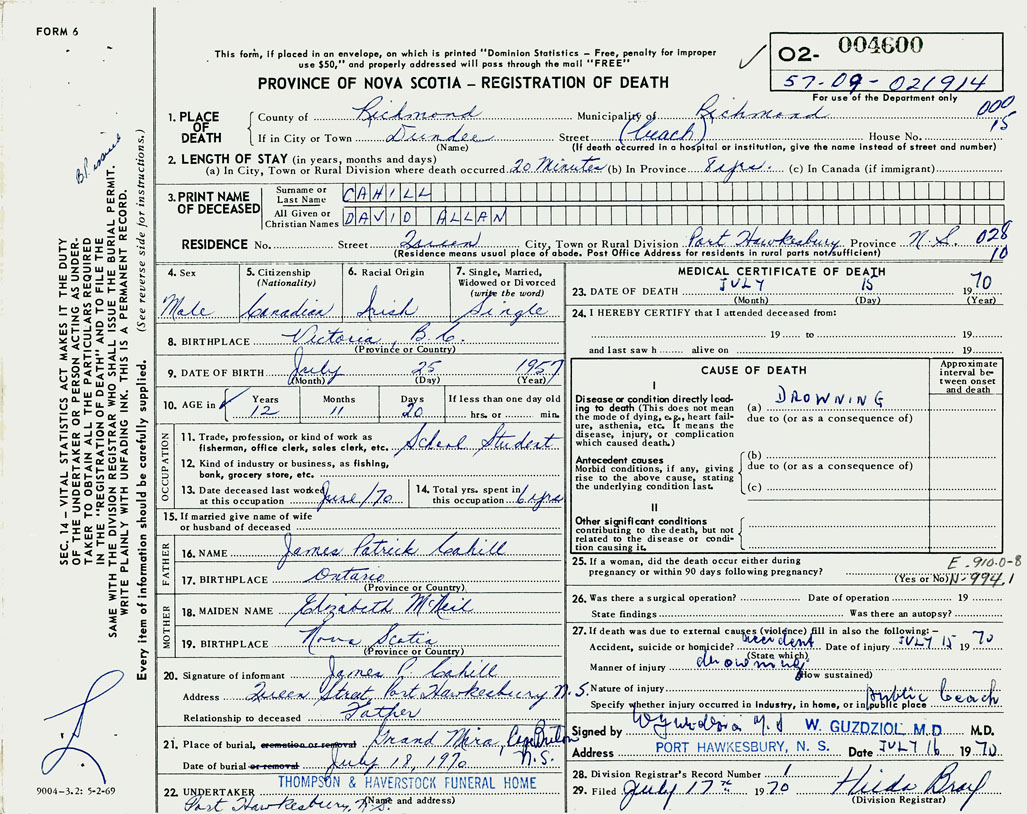 FORM 6
This form, if placed in an envelope, on which is printed "Dominion Statistics – Free, penalty for improper
use $50," and properly addressed will pass through the mail "FREE"
PROVINCE OF NOVA SCOTIA – REGISTRATION OF DEATH
02- 004600
57-09-021914
For use of the Department only
SEC. 14 – VITAL STATISTICS ACT MAKES IT THE DUTY
OF THE UNDERTAKER OR PERSON ACTING AS UNDER-
TAKER TO OBTAIN ALL THE PARTICULARS REQUIRED
IN THE "REGISTRATION OF DEATH" AND TO FILE THE
SAME WITH THE DIVISION REGISTRAR WHO SHALL ISSUE THE BURIAL PERMIT.
WRITE PLAINLY WITH UNFADING INK. THIS IS A PERMANENT RECORD.
Every item of information should be carefully supplied. (See reverse side for instructions.)
1. PLACE OF DEATH
County of Richmond Municipality of Richmond 000
If in City or Town Dundee Street (beach) House No. 15
(Name) (If death occurred in a hospital or institution, give the name instead of street and number)
2. LENGTH OF STAY (in years, months and days)
(a) In City, Town or Rural Division where death occurred 20 Minutes (b) In Province 8 yrs. (c) In Canada (if immigrant)
3. PRINT NAME OF DECEASED
Surname or Last Name CAHILL
All Given or Christian Names DAVID ALLAN
RESIDENCE No. Street Queen City, Town or Rural Division Port Hawkesbury Province N.S. 028
(Residence means usual place of abode. Post Office Address for residents in rural parts not sufficient) 10
4. Sex Male
5. Citizenship (Nationality) Canadian
6. Racial Origin Irish
7. Single, Married, Widowed or Divorced (write the word) Single
8. BIRTHPLACE Victoria, B.C.
(Province or Country)
9. DATE OF BIRTH July 25 1957
(Month) (Day) (Year)
10. AGE in Years 12 Months 11 Days 20 If less than one day old hrs. or min.
OCCUPATION
11. Trade, profession, or kind of work as
fisherman, office clerk, sales clerk, etc. School Student
12. Kind of industry or business, as fishing,
bank, grocery store, etc.
13. Date deceased last worked
at this occupation June/70
14. Total yrs. spent in
this occupation 6 yrs
15. If married give name of wife
or husband of deceased
FATHER
16. NAME James Patrick Cahill
17. BIRTHPLACE Ontario
(Province or Country)
MOTHER
18. MAIDEN NAME Elizabeth McNeil
19. BIRTHPLACE Nova Scotia
(Province or Country)
20. Signature of informant James P. Cahill
Address Queen Street, Port Hawkesbury N.S.
Relationship to deceased Father
21. Place of burial, cremation or removal Grand Mira, Cape Breton
Date of burial or removal July 18, 1970 N.S.
THOMPSON & HAVERSTOCK FUNERAL HOME
22. UNDERTAKER Port Hawkesbury, N.S.
(Name and address)
9004–3.2: 5-2-69
MEDICAL CERTIFICATE OF DEATH
23. DATE OF DEATH JULY 15 1970
(Month) (Day) (Year)
24. I HEREBY CERTIFY that I attended deceased from:
19 to 19
and last saw h alive on 19
CAUSE OF DEATH
Approximate interval between onset and death
I
Disease or condition directly lead-
ing to death (This does not mean
the mode of dying, e.g., heart fail-
ure, asthenia, etc. It means the
disease, injury, or complication
which caused death.)
(a) DROWNING
due to (or as a consequence of)
Antecedent causes
Morbid conditions, if any, giving
rise to the above cause, stating
the underlying condition last.
(b)
due to (or as a consequence of)
(c)
II
Other significant conditions
contributing to the death, but not
related to the disease or condi-
tion causing it.
25. If a woman, did the death occur either during
pregnancy or within 90 days following pregnancy? (Yes or No)
E-910.0-8
N-994.1
26. Was there a surgical operation? Date of operation 19
State findings Was there an autopsy?
27. If death was due to external causes (violence) fill in also the following:–
Accident, suicide or homicide? accident Date of injury JULY 15 1970
(State which)
Manner of injury drowning
(How sustained)
Nature of injury
Specify whether injury occurred in industry, in home, or in public place public beach
Signed by W. GUZDZIOL M.D. M.D.
Address PORT HAWKESBURY, N. S. Date JULY 16 1970
28. Division Registrar's Record Number 1
29. Filed July 17th 1970 Hilda Bray
(Division Registrar)